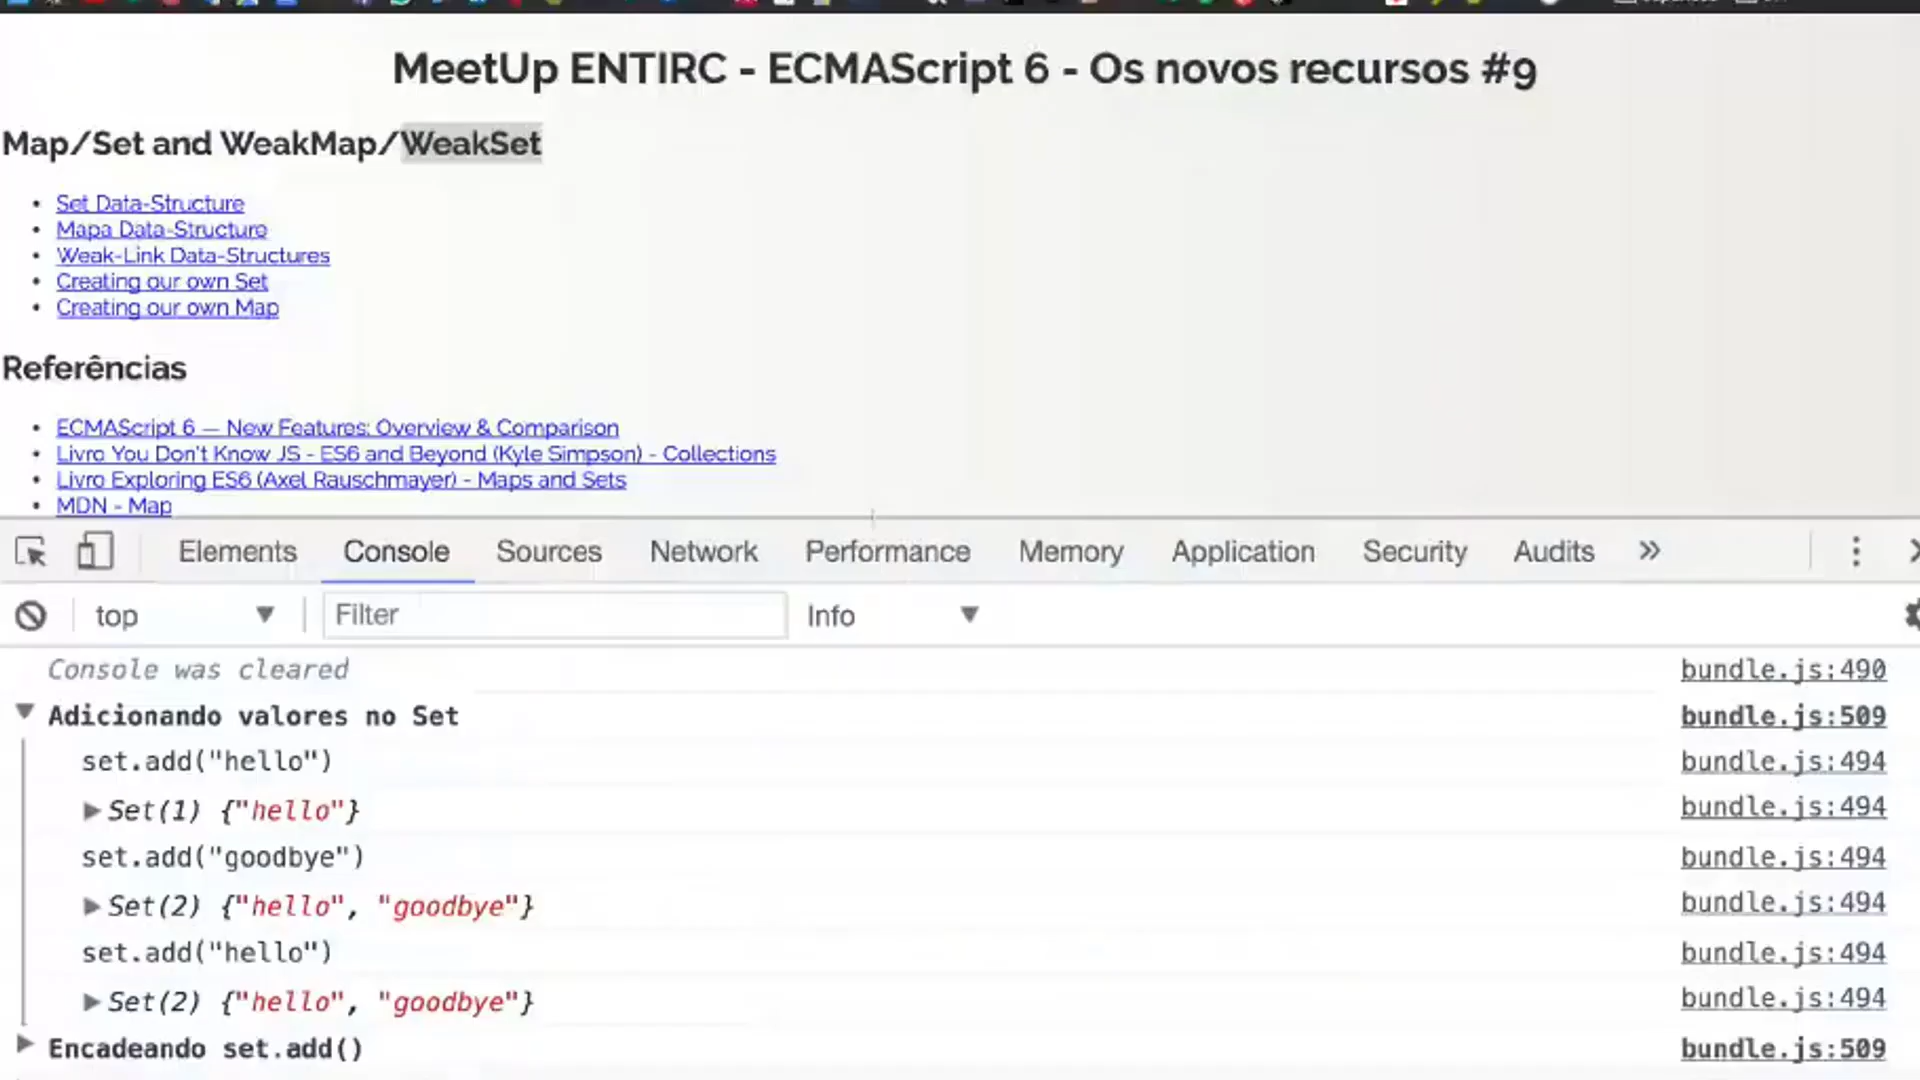 MeetUp ENTIRC - ECMAScript 6 - Os novos recursos #9
Map/Set and WeakMap/WeakSet
• Set Data-Structure
• Mapa Data-Structure
• Weak-Link Data-Structures
• Creating our own Set
• Creating our own Map
Referências
• ECMAScript 6 — New Features: Overview & Comparison
• Livro You Don't Know JS - ES6 and Beyond (Kyle Simpson) - Collections
• Livro Exploring ES6 (Axel Rauschmayer) - Maps and Sets
• MDN - Map
Elements Console Sources Network Performance Memory Application Security Audits »
top Filter Info
Console was cleared bundle.js:490
Adicionando valores no Set bundle.js:509
set.add("hello") bundle.js:494
Set(1) {"hello"} bundle.js:494
set.add("goodbye") bundle.js:494
Set(2) {"hello", "goodbye"} bundle.js:494
set.add("hello") bundle.js:494
Set(2) {"hello", "goodbye"} bundle.js:494
Encadeando set.add() bundle.js:509